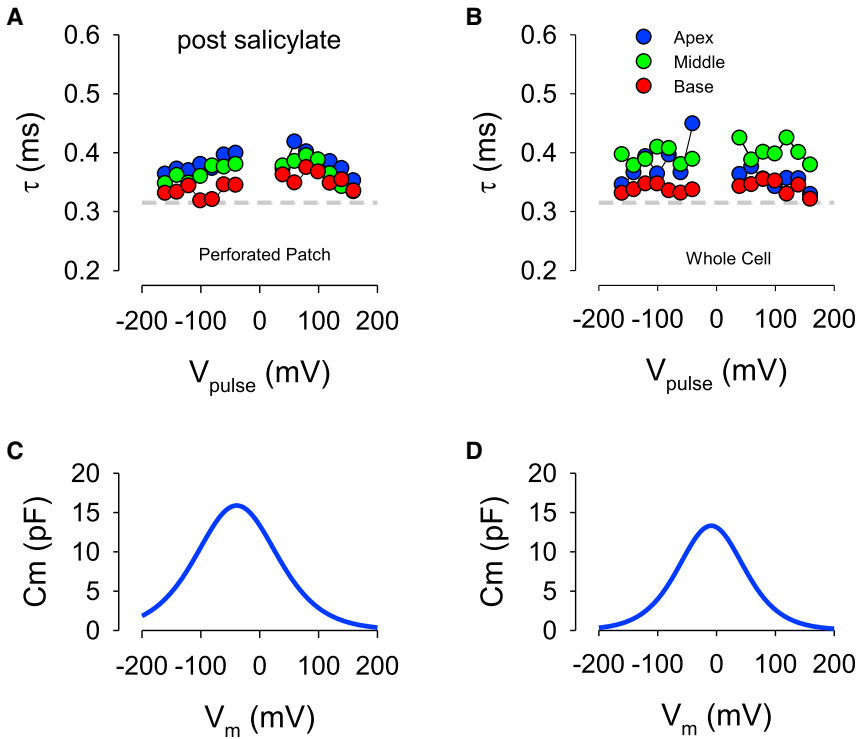 A
post salicylate
0.6
0.5
0.4
0.3
0.2
τ (ms)
Perforated Patch
-200 -100 0 100 200
Vpulse (mV)
B
Apex
Middle
Base
0.6
0.5
0.4
0.3
0.2
τ (ms)
Whole Cell
-200 -100 0 100 200
Vpulse (mV)
C
20
15
10
5
0
Cm (pF)
-200 -100 0 100 200
Vm (mV)
D
20
15
10
5
0
Cm (pF)
-200 -100 0 100 200
Vm (mV)